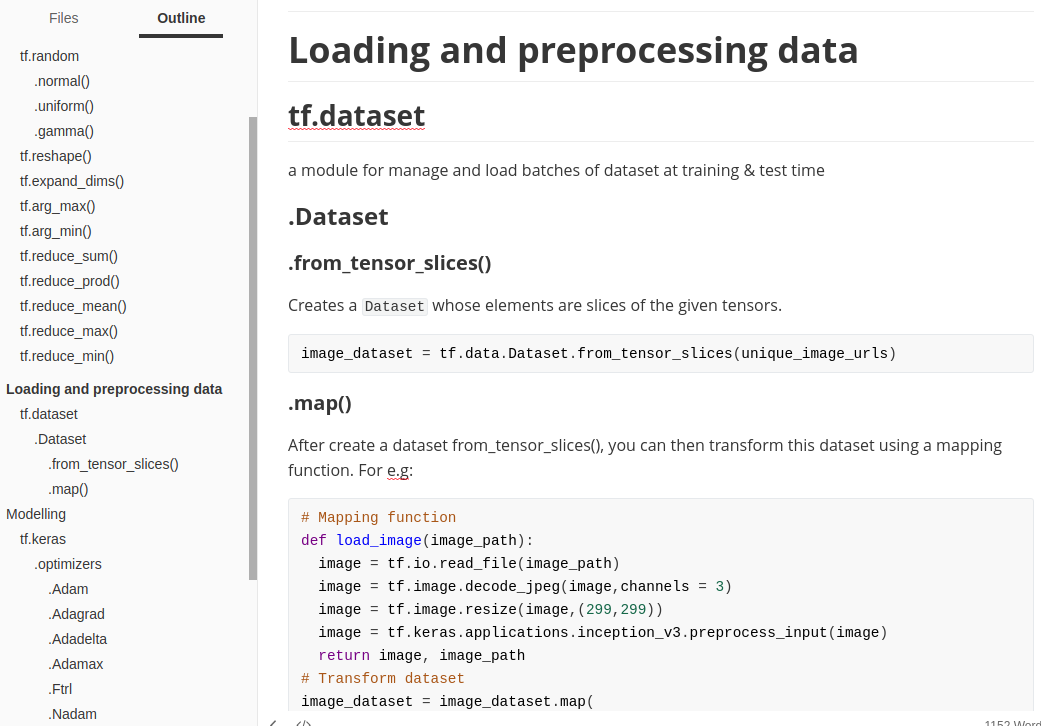 Files
Outline
tf.random
.normal()
.uniform()
.gamma()
tf.reshape()
tf.expand_dims()
tf.arg_max()
tf.arg_min()
tf.reduce_sum()
tf.reduce_prod()
tf.reduce_mean()
tf.reduce_max()
tf.reduce_min()
Loading and preprocessing data
tf.dataset
.Dataset
.from_tensor_slices()
.map()
Modelling
tf.keras
.optimizers
.Adam
.Adagrad
.Adadelta
.Adamax
.Ftrl
.Nadam
Loading and preprocessing data
tf.dataset
a module for manage and load batches of dataset at training & test time
.Dataset
.from_tensor_slices()
Creates a Dataset whose elements are slices of the given tensors.
image_dataset = tf.data.Dataset.from_tensor_slices(unique_image_urls)
.map()
After create a dataset from_tensor_slices(), you can then transform this dataset using a mapping
function. For e.g:
# Mapping function
def load_image(image_path):
  image = tf.io.read_file(image_path)
  image = tf.image.decode_jpeg(image,channels = 3)
  image = tf.image.resize(image,(299,299))
  image = tf.keras.applications.inception_v3.preprocess_input(image)
  return image, image_path
# Transform dataset
image_dataset = image_dataset.map(
</>
1152 Word